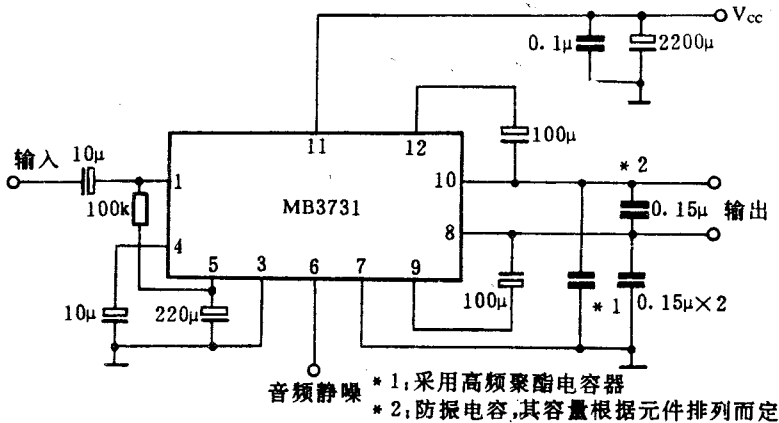 Vcc
0.1μ
2200μ
11
12
100μ
输入
10μ
1
10
*2
MB3731
100k
0.15μ
输出
4
8
5
3
6
7
9
10μ
220μ
100μ
*1
0.15μ×2
音频静噪
*1;采用高频聚酯电容器
*2;防振电容,其容量根据元件排列而定